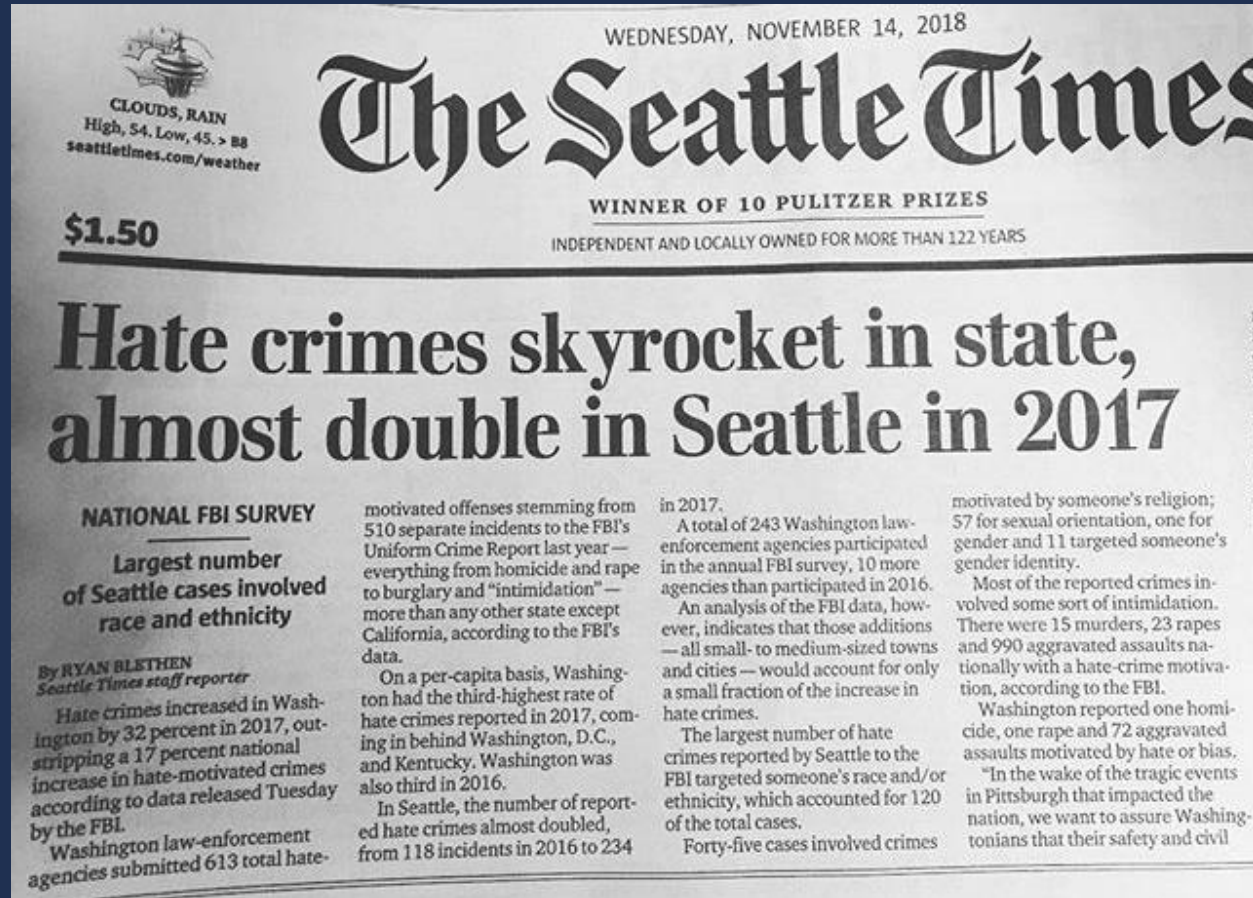 WEDNESDAY, NOVEMBER 14, 2018
CLOUDS, RAIN
High, 54. Low, 45. > B8
seattletimes.com/weather
The Seattle Times
WINNER OF 10 PULITZER PRIZES
$1.50
INDEPENDENT AND LOCALLY OWNED FOR MORE THAN 122 YEARS
Hate crimes skyrocket in state,
almost double in Seattle in 2017
NATIONAL FBI SURVEY
Largest number
of Seattle cases involved
race and ethnicity
By RYAN BLETHEN
Seattle Times staff reporter
Hate crimes increased in Wash-
ington by 32 percent in 2017, out-
stripping a 17 percent national
increase in hate-motivated crimes
according to data released Tuesday
by the FBI.
Washington law-enforcement
agencies submitted 613 total hate-
motivated offenses stemming from
510 separate incidents to the FBI's
Uniform Crime Report last year —
everything from homicide and rape
to burglary and "intimidation" —
more than any other state except
California, according to the FBI's
data.
On a per-capita basis, Washing-
ton had the third-highest rate of
hate crimes reported in 2017, com-
ing in behind Washington, D.C.,
and Kentucky. Washington was
also third in 2016.
In Seattle, the number of report-
ed hate crimes almost doubled,
from 118 incidents in 2016 to 234
in 2017.
A total of 243 Washington law-
enforcement agencies participated
in the annual FBI survey, 10 more
agencies than participated in 2016.
An analysis of the FBI data, how-
ever, indicates that those additions
— all small- to medium-sized towns
and cities — would account for only
a small fraction of the increase in
hate crimes.
The largest number of hate
crimes reported by Seattle to the
FBI targeted someone's race and/or
ethnicity, which accounted for 120
of the total cases.
Forty-five cases involved crimes
motivated by someone's religion;
57 for sexual orientation, one for
gender and 11 targeted someone's
gender identity.
Most of the reported crimes in-
volved some sort of intimidation.
There were 15 murders, 23 rapes
and 990 aggravated assaults na-
tionally with a hate-crime motiva-
tion, according to the FBI.
Washington reported one homi-
cide, one rape and 72 aggravated
assaults motivated by hate or bias.
"In the wake of the tragic events
in Pittsburgh that impacted the
nation, we want to assure Washing-
tonians that their safety and civil